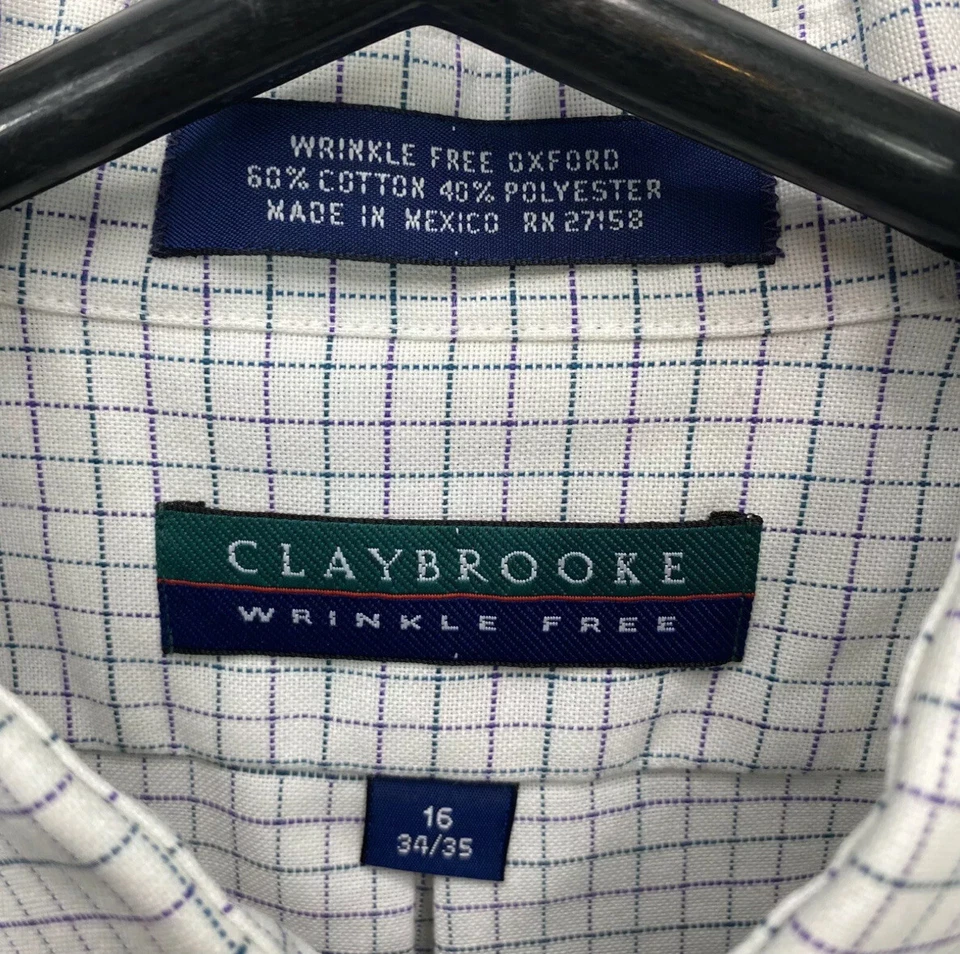 WRINKLE FREE OXFORD
60% COTTON 40% POLYESTER
MADE IN MEXICO RN 27158
CLAYBROOKE
WRINKLE FREE
16
34/35